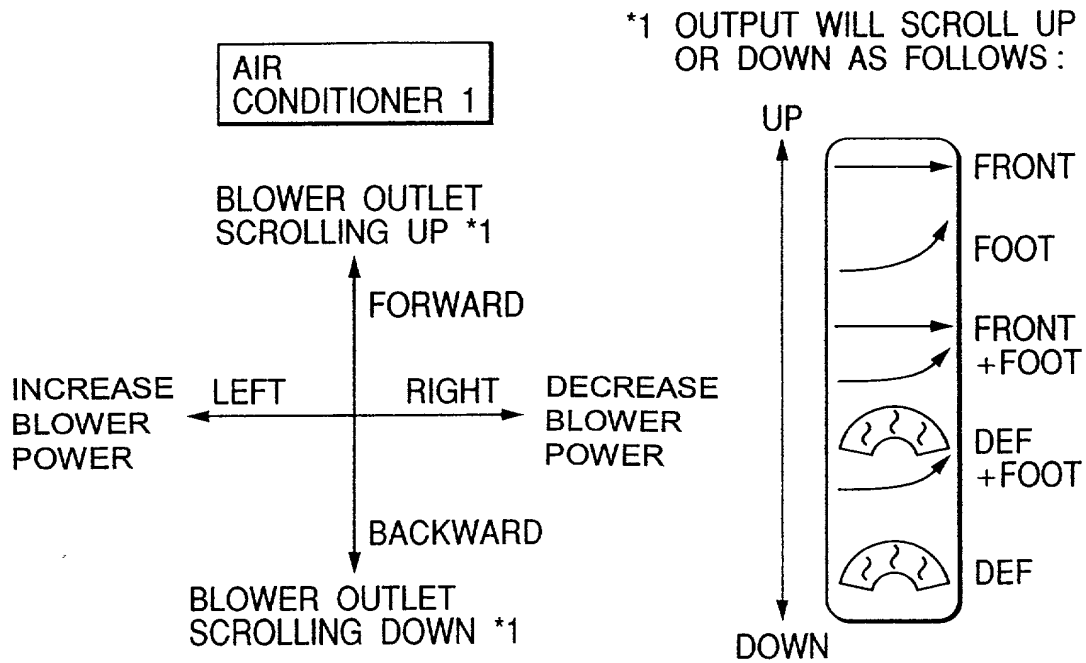 *1 OUTPUT WILL SCROLL UP
OR DOWN AS FOLLOWS :
AIR
CONDITIONER 1
BLOWER OUTLET
SCROLLING UP *1
FORWARD
INCREASE
BLOWER
POWER
LEFT
RIGHT
DECREASE
BLOWER
POWER
BACKWARD
BLOWER OUTLET
SCROLLING DOWN *1
UP
FRONT
FOOT
FRONT
+FOOT
DEF
+FOOT
DEF
DOWN